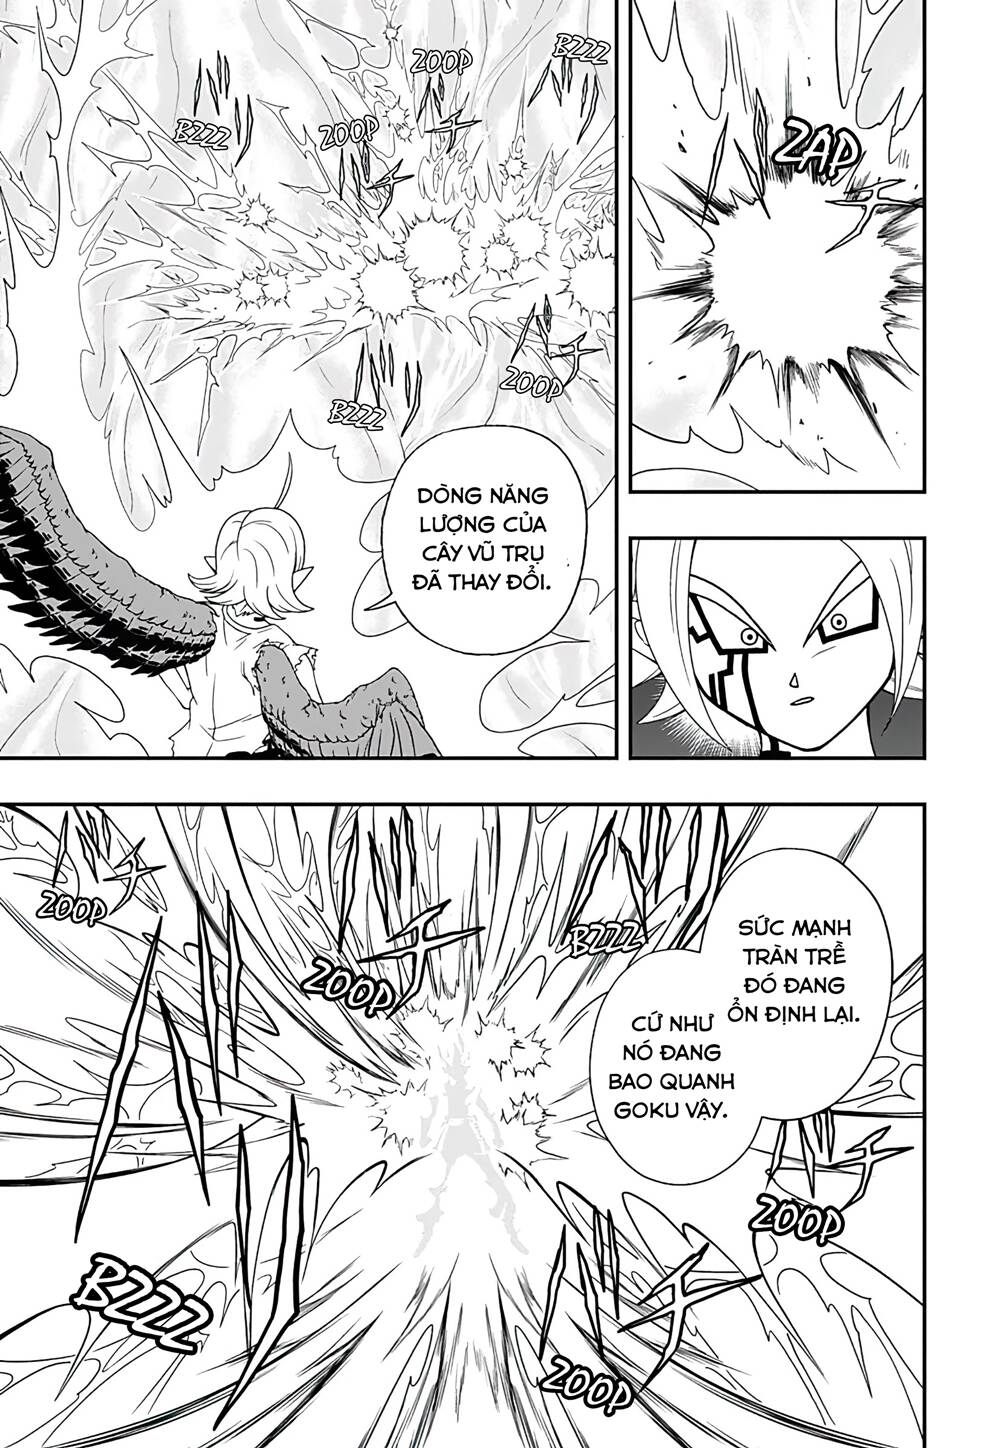 ZAP
BZZZ
ZOOP
ZOOP
BZZZ
ZOOP
BZZZ
DÒNG NĂNG
LƯỢNG CỦA
CÂY VŨ TRỤ
ĐÃ THAY ĐỔI.
SỨC MẠNH
TRÀN TRỀ
ĐÓ ĐANG
ỔN ĐỊNH LẠI.
CỨ NHƯ
NÓ ĐANG
BAO QUANH
GOKU VẬY.
BZZZ
ZOOP
ZOOP
ZOOP
BZZZ
ZOOP